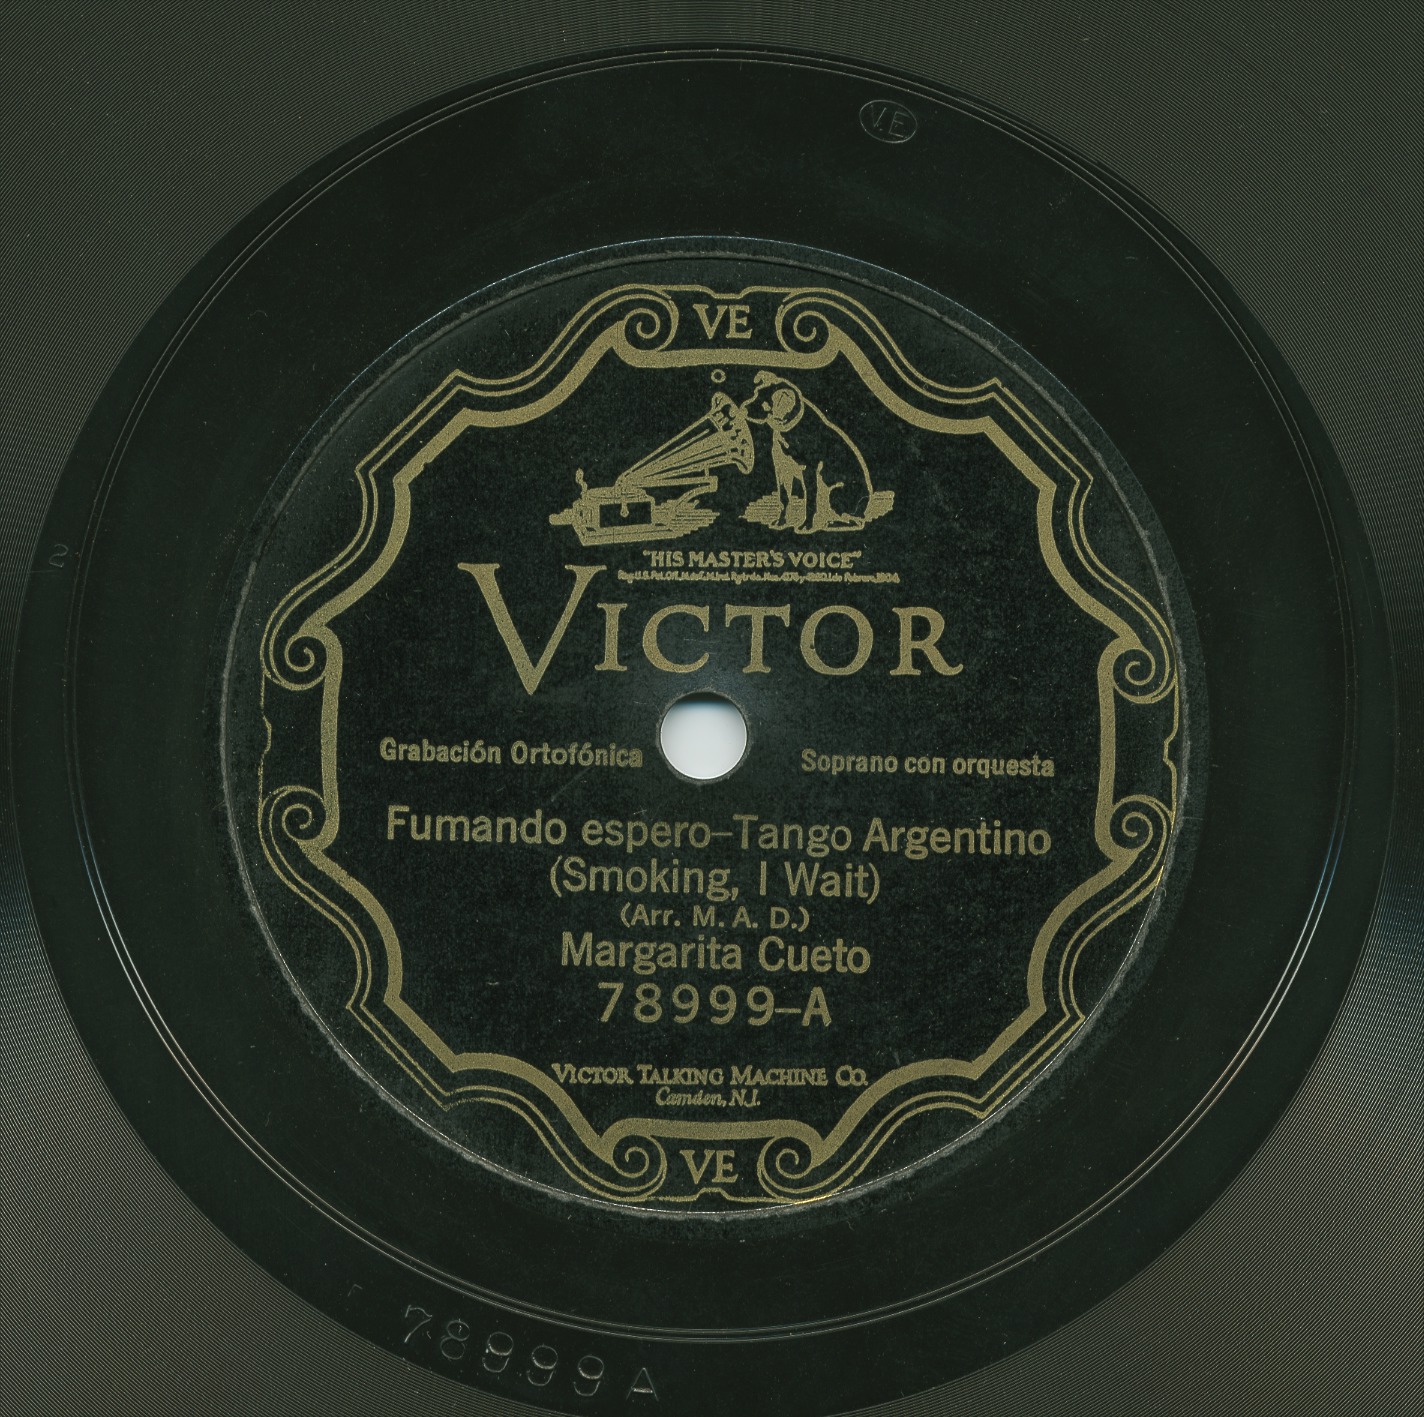 V.E
VE
"HIS MASTER'S VOICE"
VICTOR
Grabación Ortofónica
Soprano con orquesta
Fumando espero–Tango Argentino
(Smoking, I Wait)
(Arr. M. A. D.)
Margarita Cueto
78999–A
VICTOR TALKING MACHINE CO.
Camden, N.J.
VE
2
F
78999 A